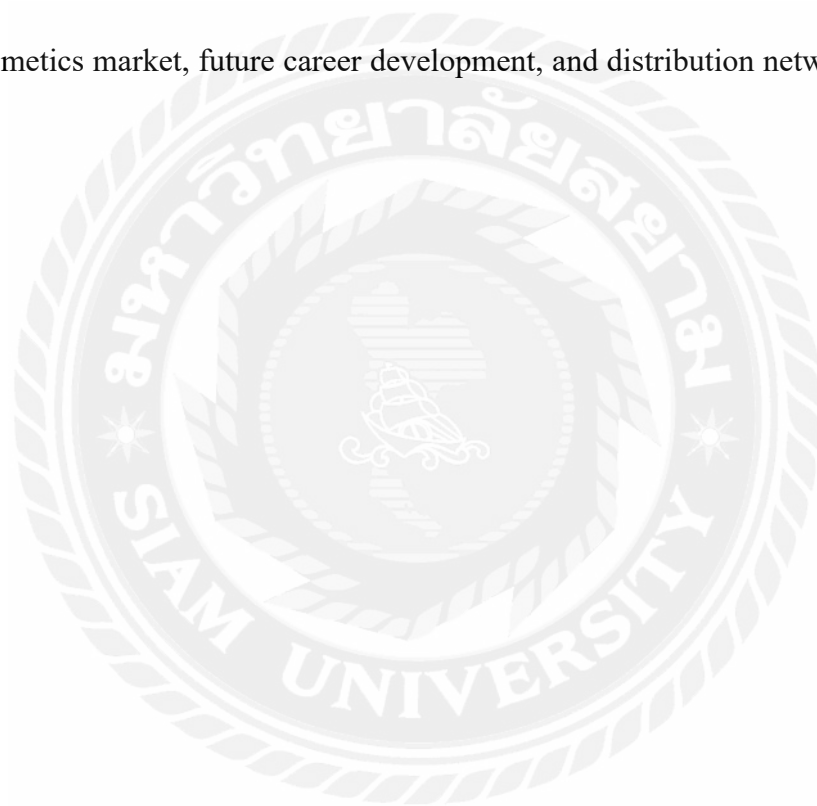 metics market, future career development, and distribution netw
มหาวิทยาลัยสยาม
SIAM UNIVERSITY